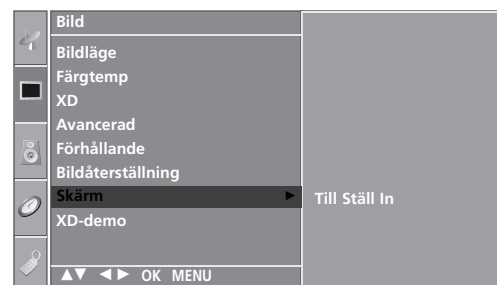 Bild
Bildläge
Färgtemp
XD
Avancerad
Förhållande
Bildåterställning
Skärm ► Till Ställ In
XD-demo
▲▼ ◄► OK MENU